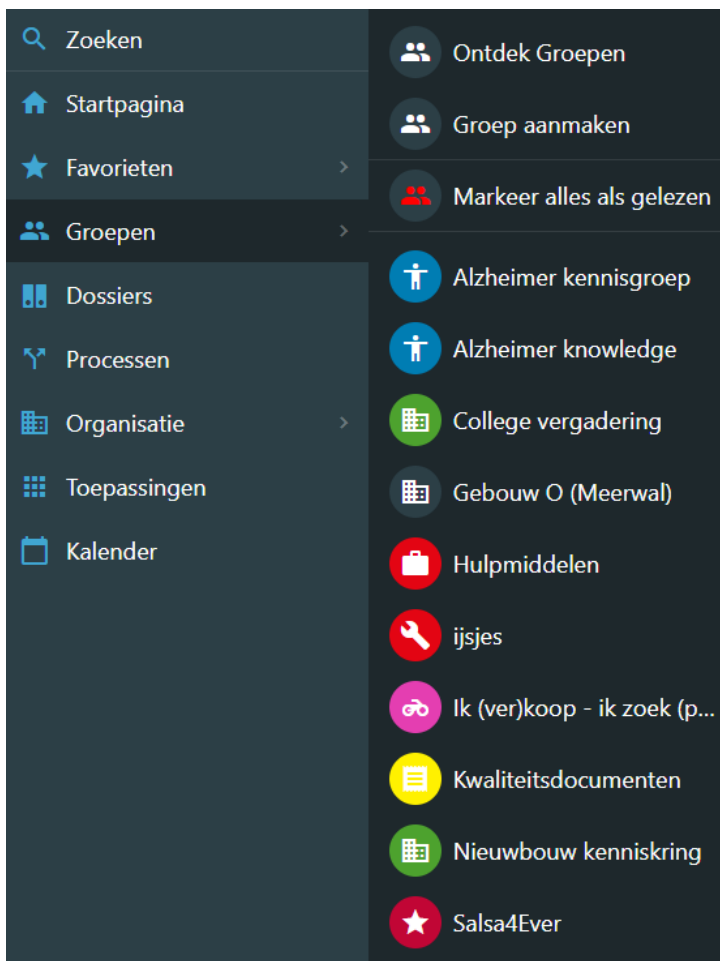 Zoeken
Startpagina
Favorieten
Groepen
Dossiers
Processen
Organisatie
Toepassingen
Kalender
Ontdek Groepen
Groep aanmaken
Markeer alles als gelezen
Alzheimer kennisgroep
Alzheimer knowledge
College vergadering
Gebouw O (Meerwal)
Hulpmiddelen
ijsjes
Ik (ver)koop - ik zoek (p...
Kwaliteitsdocumenten
Nieuwbouw kenniskring
Salsa4Ever